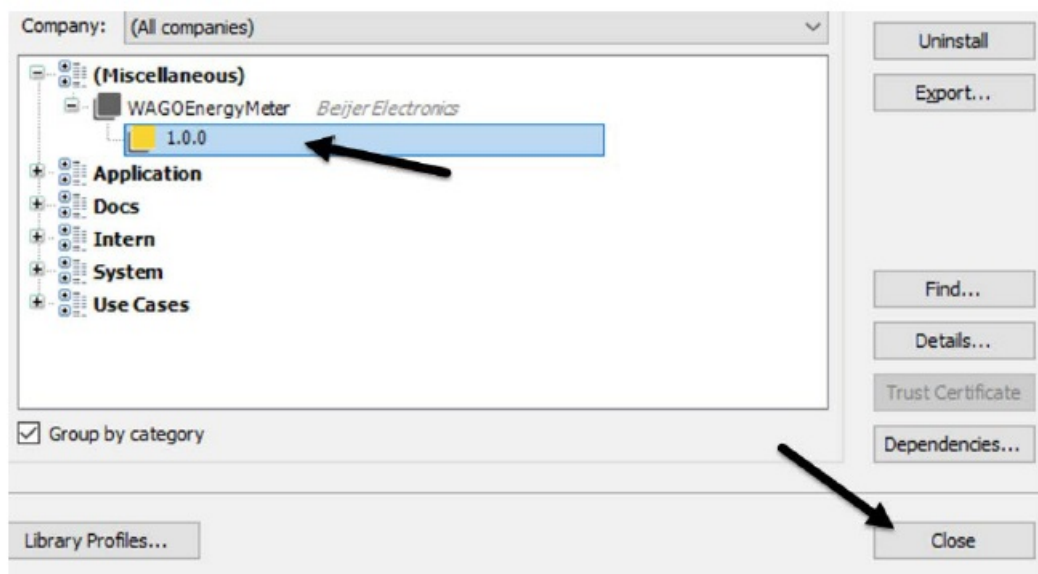 Company: (All companies)
Uninstall
(Miscellaneous)
Export...
WAGOEnergyMeter Beijer Electronics
1.0.0
Application
Docs
Intern
System
Use Cases
Find...
Details...
Trust Certificate
Group by category
Dependencies...
Library Profiles...
Close